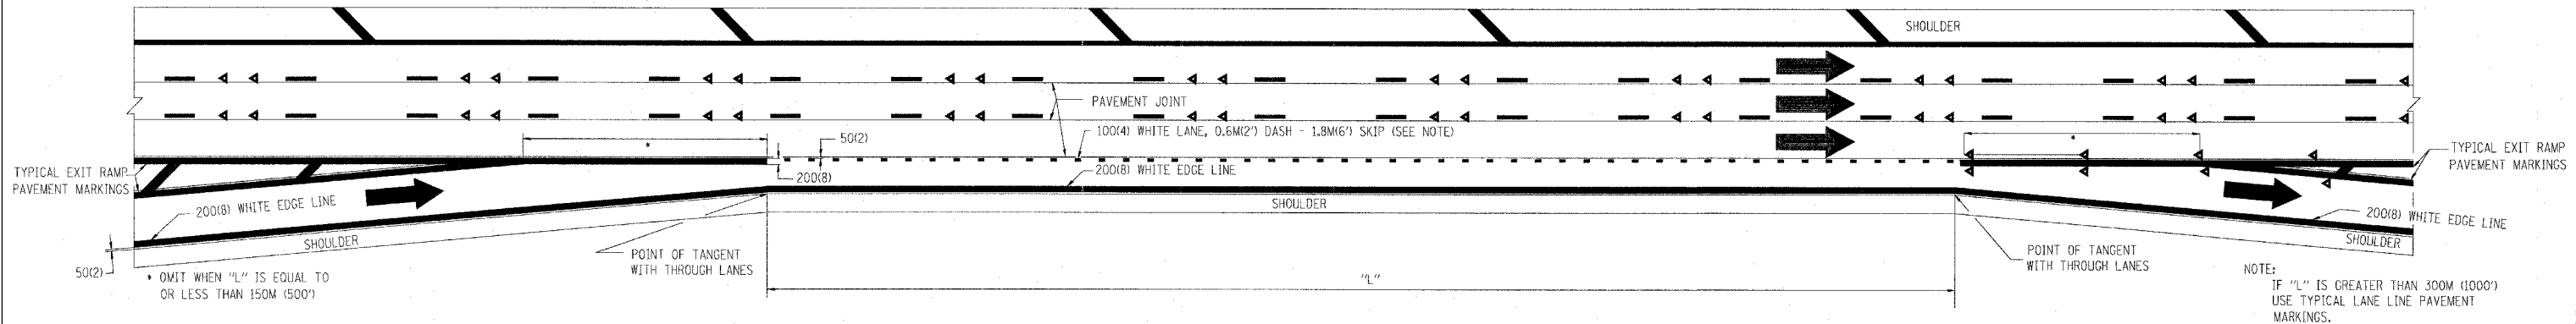 SHOULDER
PAVEMENT JOINT
100(4) WHITE LANE, 0.6M(2') DASH - 1.8M(6') SKIP (SEE NOTE)
50(2)
*
*
TYPICAL EXIT RAMP
PAVEMENT MARKINGS
200(8)
200(8) WHITE EDGE LINE
TYPICAL EXIT RAMP
PAVEMENT MARKINGS
200(8) WHITE EDGE LINE
SHOULDER
200(8) WHITE EDGE LINE
SHOULDER
SHOULDER
50(2)
POINT OF TANGENT
WITH THROUGH LANES
POINT OF TANGENT
WITH THROUGH LANES
* OMIT WHEN "L" IS EQUAL TO
OR LESS THAN 150M (500')
"L"
NOTE:
IF "L" IS GREATER THAN 300M (1000')
USE TYPICAL LANE LINE PAVEMENT
MARKINGS.